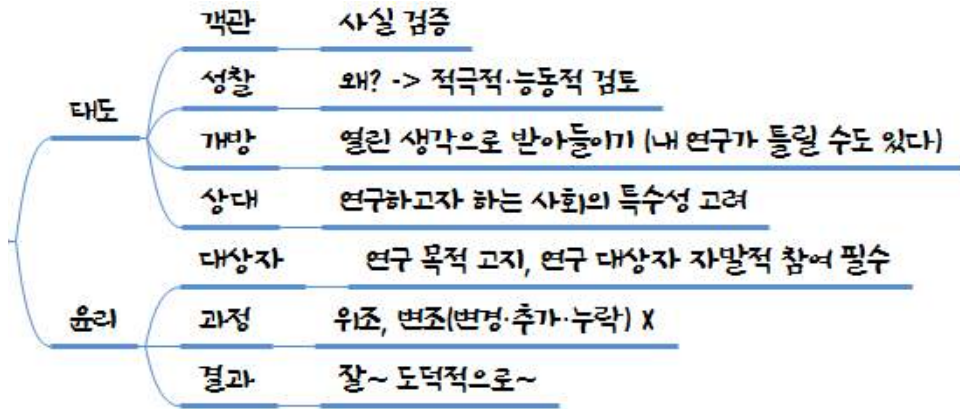 객관 사실 검증
성찰 왜? -> 적극적·능동적 검토
태도
개방 열린 생각으로 받아들이기 (내 연구가 틀릴 수도 있다)
상대 연구하고자 하는 사회의 특수성 고려
대상자 연구 목적 고지, 연구 대상자 자발적 참여 필수
윤리 과정 위조, 변조(변경·추가·누락) X
결과 잘~ 도덕적으로~